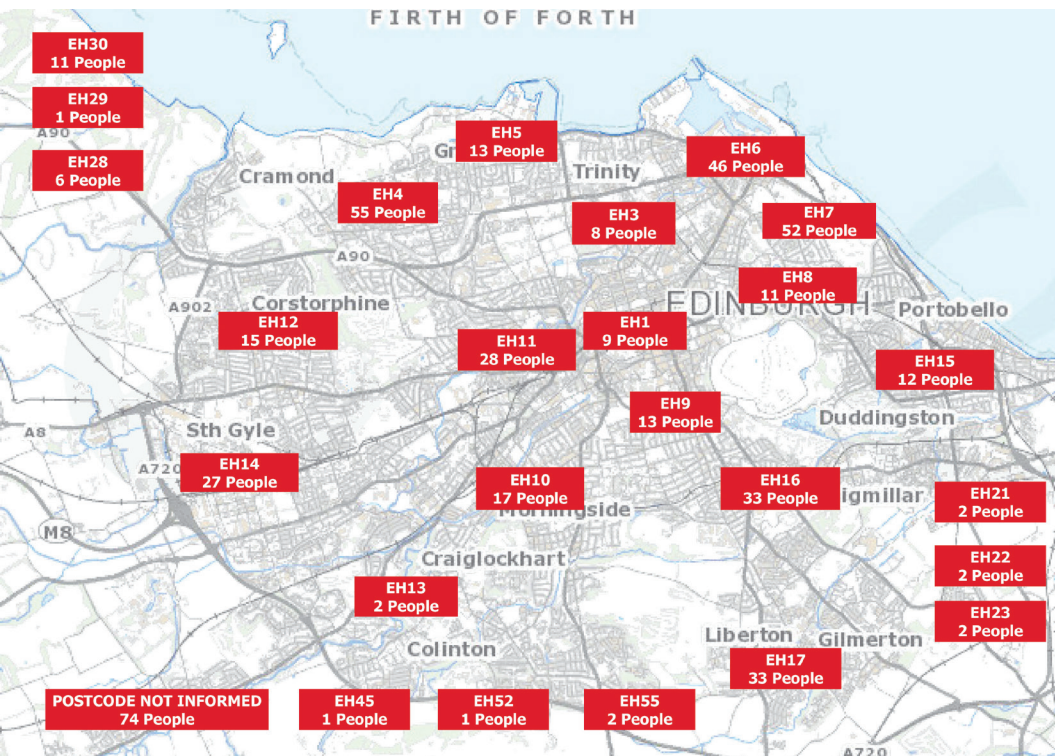 FIRTH OF FORTH
EH30
11 People
EH29
1 People
A90
EH28
6 People
EH5
13 People
Gr
EH6
46 People
Trinity
Cramond
EH4
55 People
EH3
8 People
EH7
52 People
A90
EH8
11 People
A902
Corstorphine
EDINBURGH
Portobello
EH12
15 People
EH11
28 People
EH1
9 People
EH15
12 People
EH9
13 People
Duddingston
A8
Sth Gyle
A720
EH14
27 People
EH10
17 People
Morningside
EH16
33 People
igmillar
EH21
2 People
M8
Craiglockhart
EH22
2 People
EH13
2 People
EH23
2 People
Liberton
Gilmerton
Colinton
EH17
33 People
POSTCODE NOT INFORMED
74 People
EH45
1 People
EH52
1 People
EH55
2 People
A720